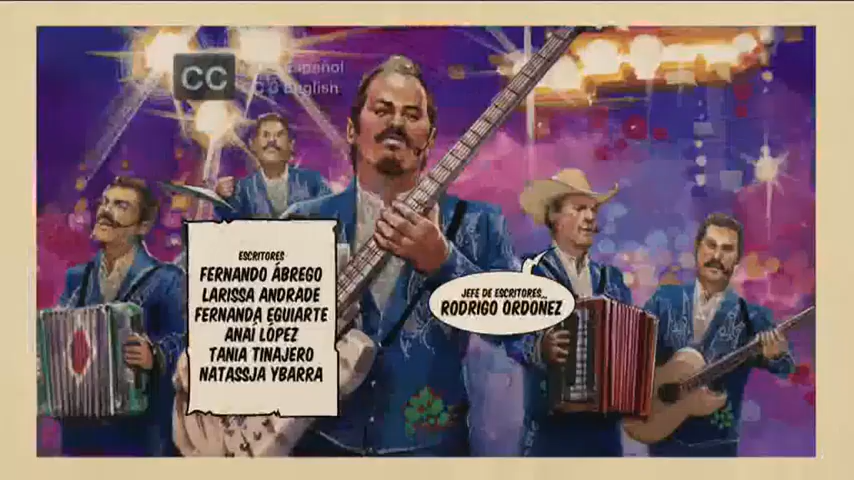 CC
Español
English
ESCRITORES
FERNANDO ÁBREGO
LARISSA ANDRADE
FERNANDA EGUIARTE
ANAÍ LÓPEZ
TANIA TINAJERO
NATASSJA YBARRA
JEFE DE ESCRITORES
RODRIGO ORDOÑEZ